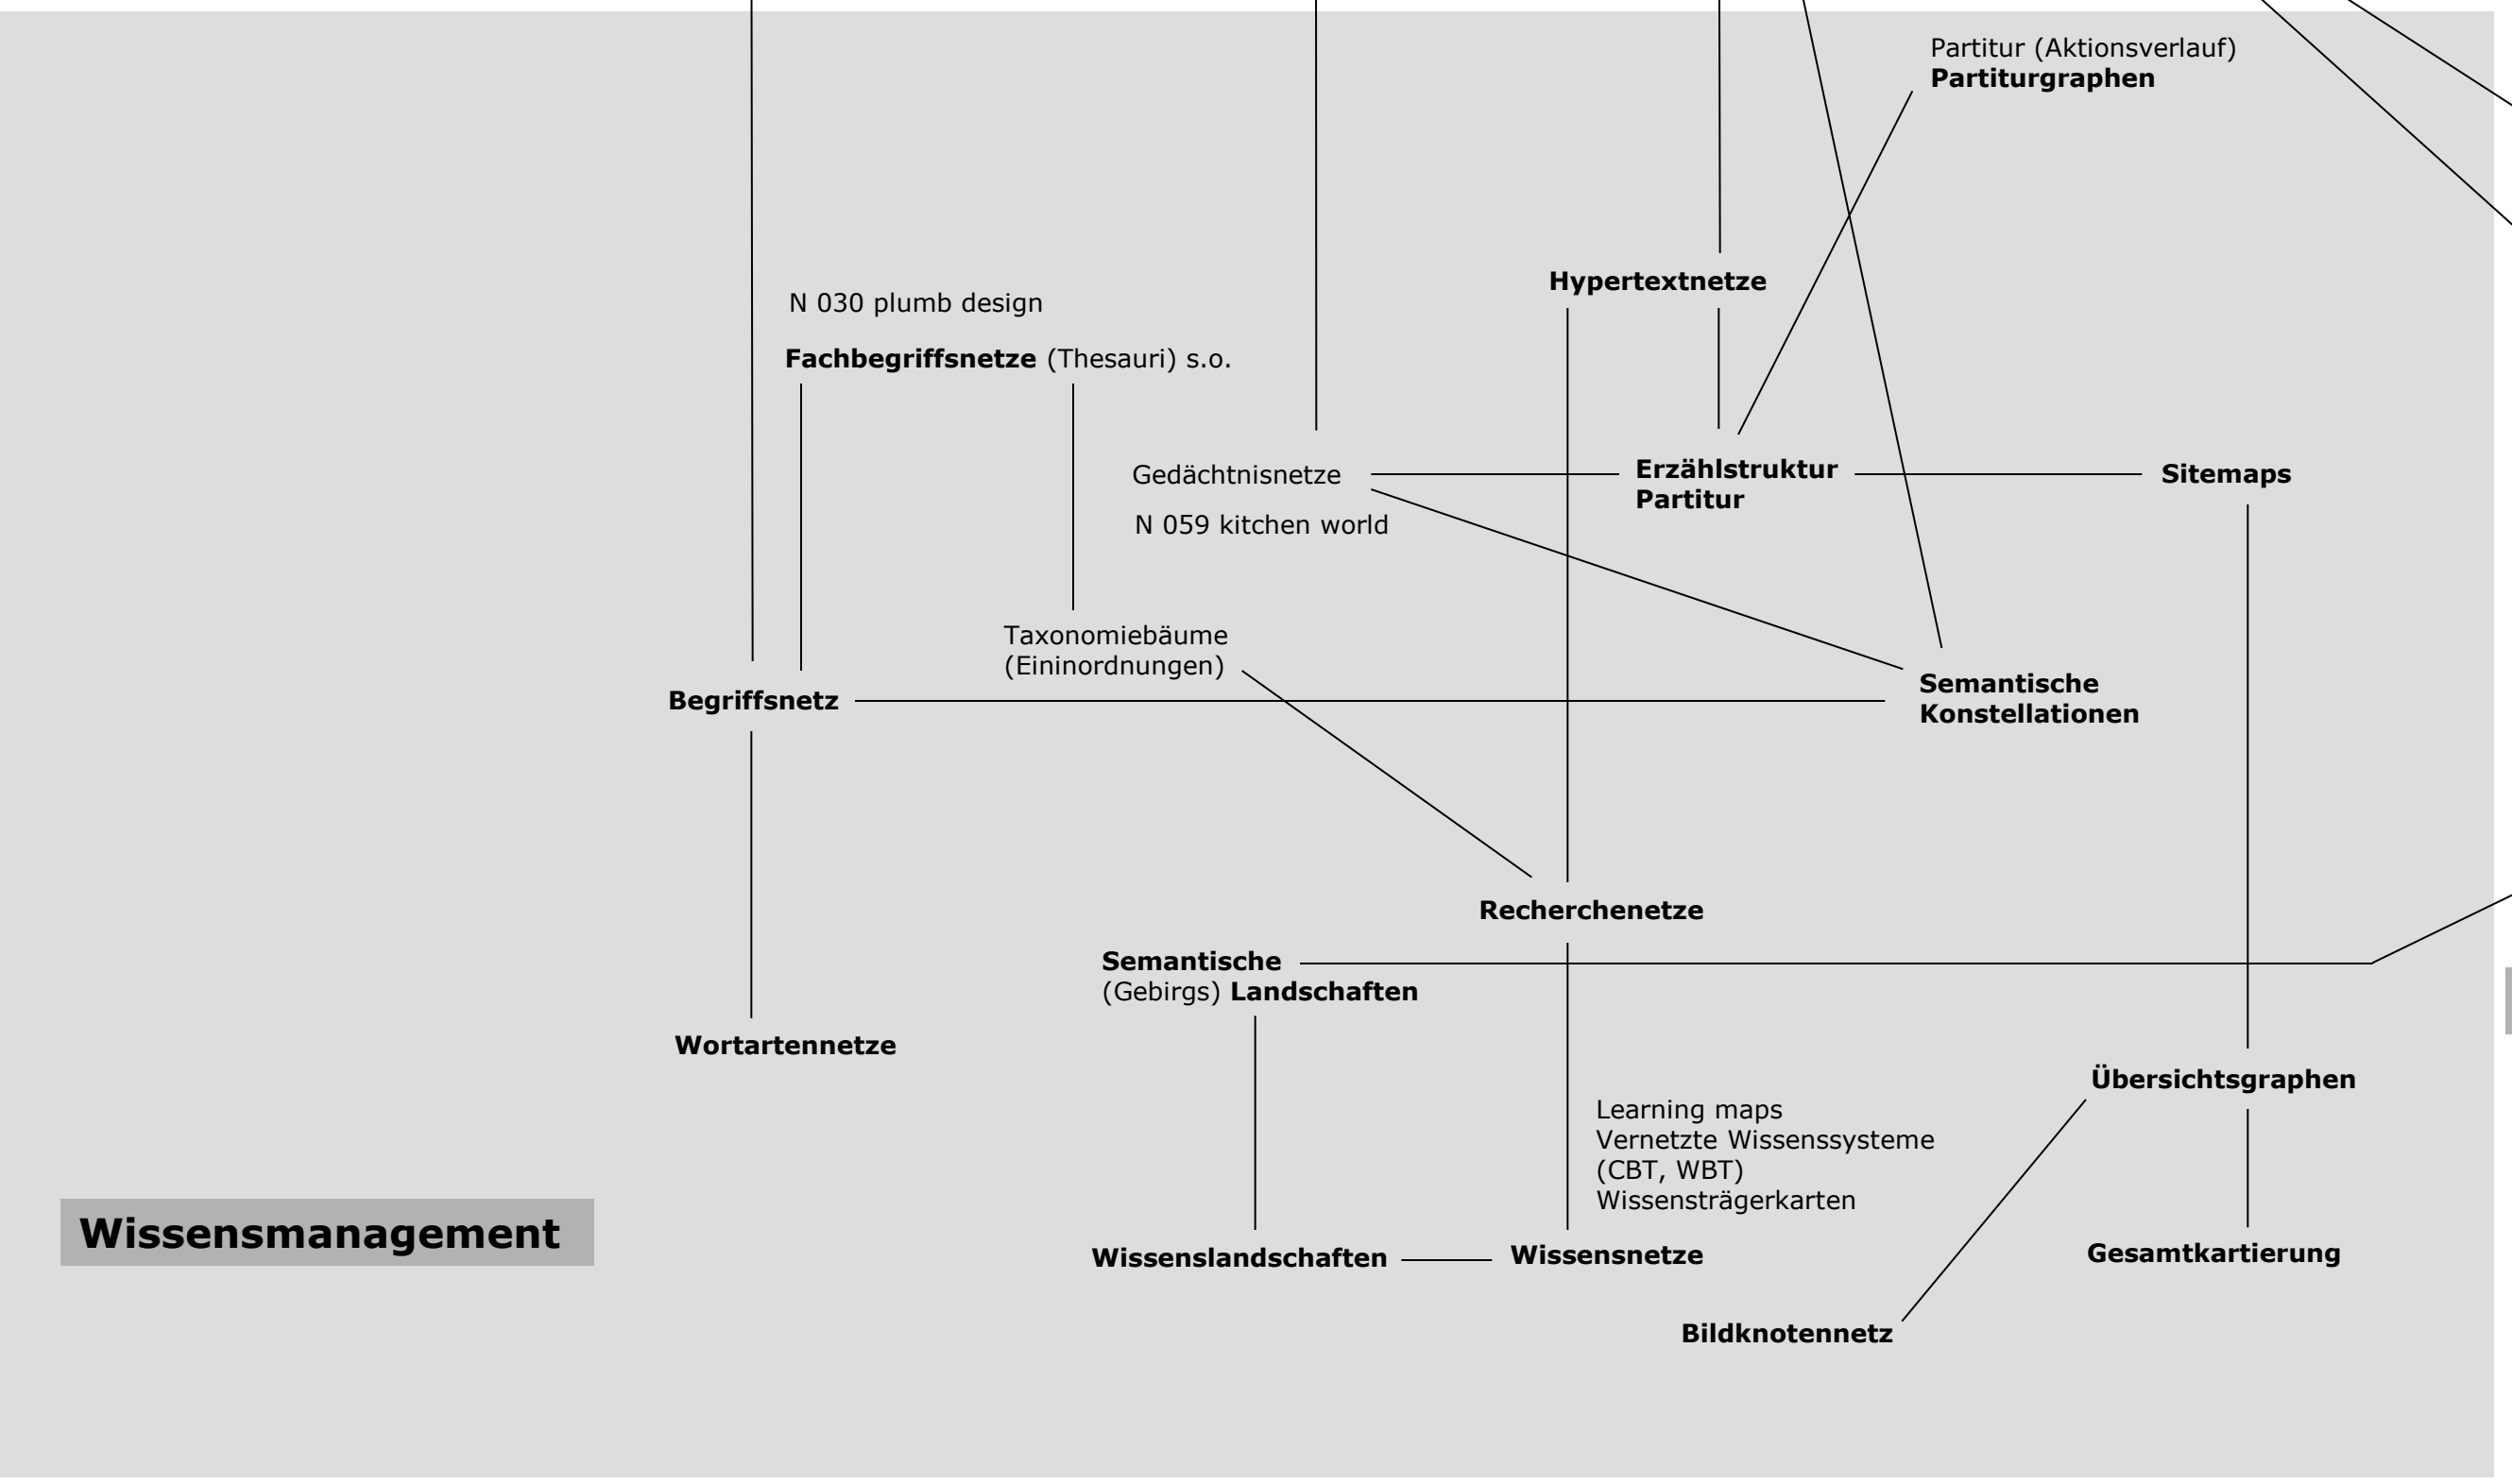 Partitur (Aktionsverlauf)
Partiturgraphen
Hypertextnetze
N 030 plumb design
Fachbegriffsnetze (Thesauri) s.o.
Gedächtnisnetze
Erzählstruktur
Partitur
Sitemaps
N 059 kitchen world
Taxonomiebäume
(Eininordnungen)
Begriffsnetz
Semantische
Konstellationen
Recherchenetze
Semantische
(Gebirgs) Landschaften
Wortartennetze
Übersichtsgraphen
Learning maps
Vernetzte Wissenssysteme
(CBT, WBT)
Wissensträgerkarten
Wissensmanagement
Wissenslandschaften
Wissensnetze
Gesamtkartierung
Bildknotennetz